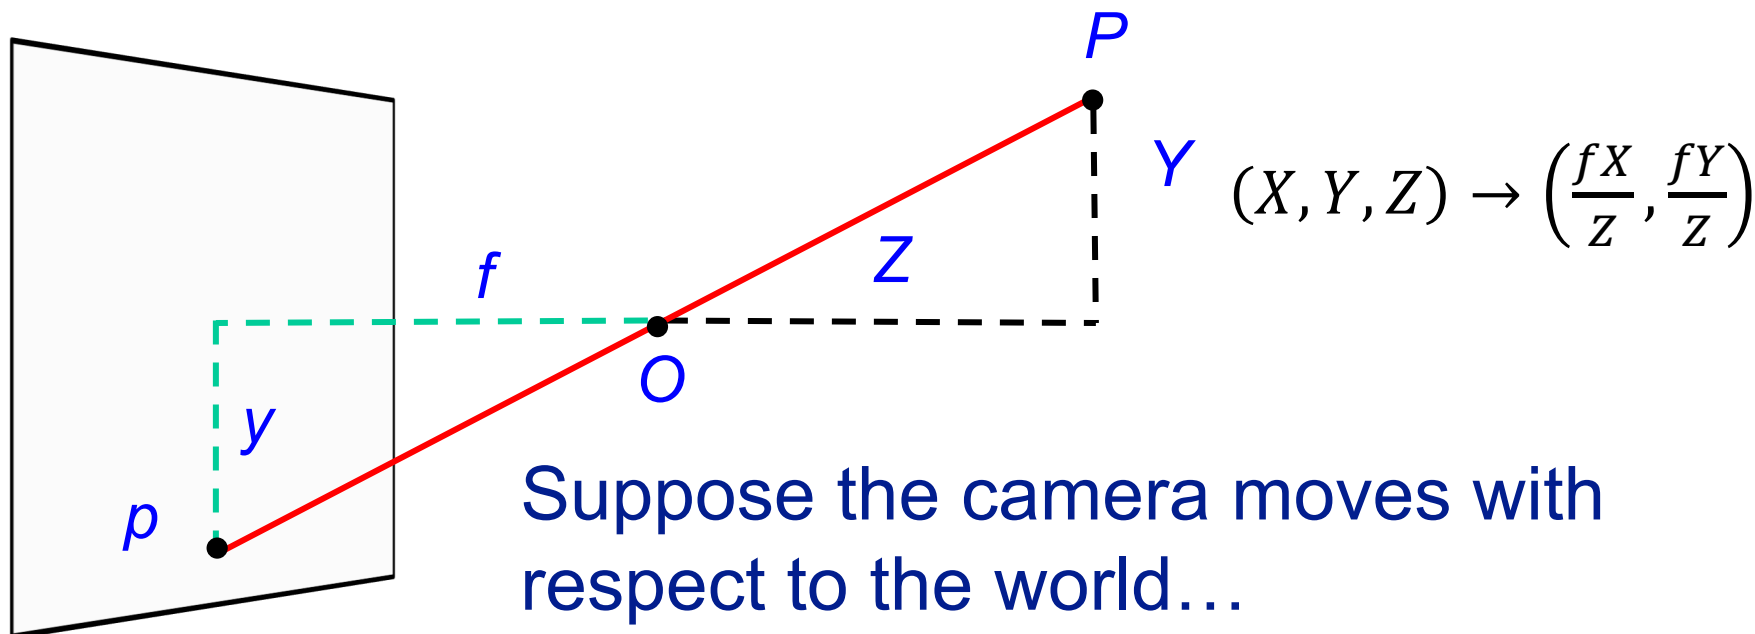 P
Y
(X, Y, Z) → (fX/Z, fY/Z)
f
Z
O
y
p
Suppose the camera moves with
respect to the world…